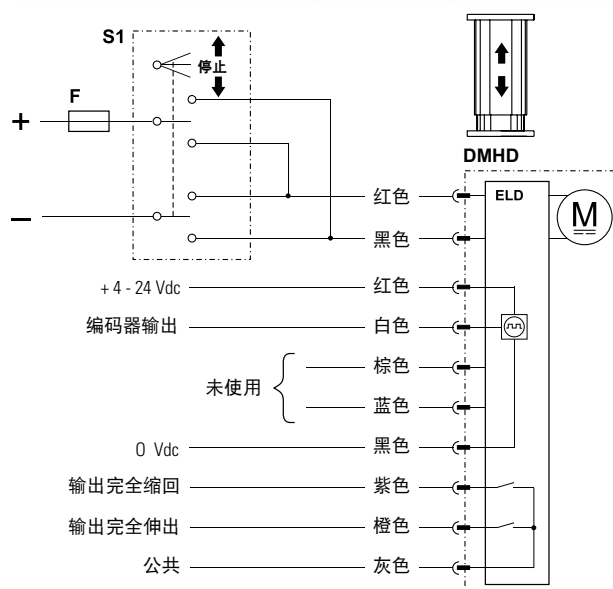 S1
停止
F
+
−
DMHD
红色
ELD
M
黑色
+ 4 - 24 Vdc
红色
编码器输出
白色
棕色
未使用
蓝色
0 Vdc
黑色
输出完全缩回
紫色
输出完全伸出
橙色
公共
灰色